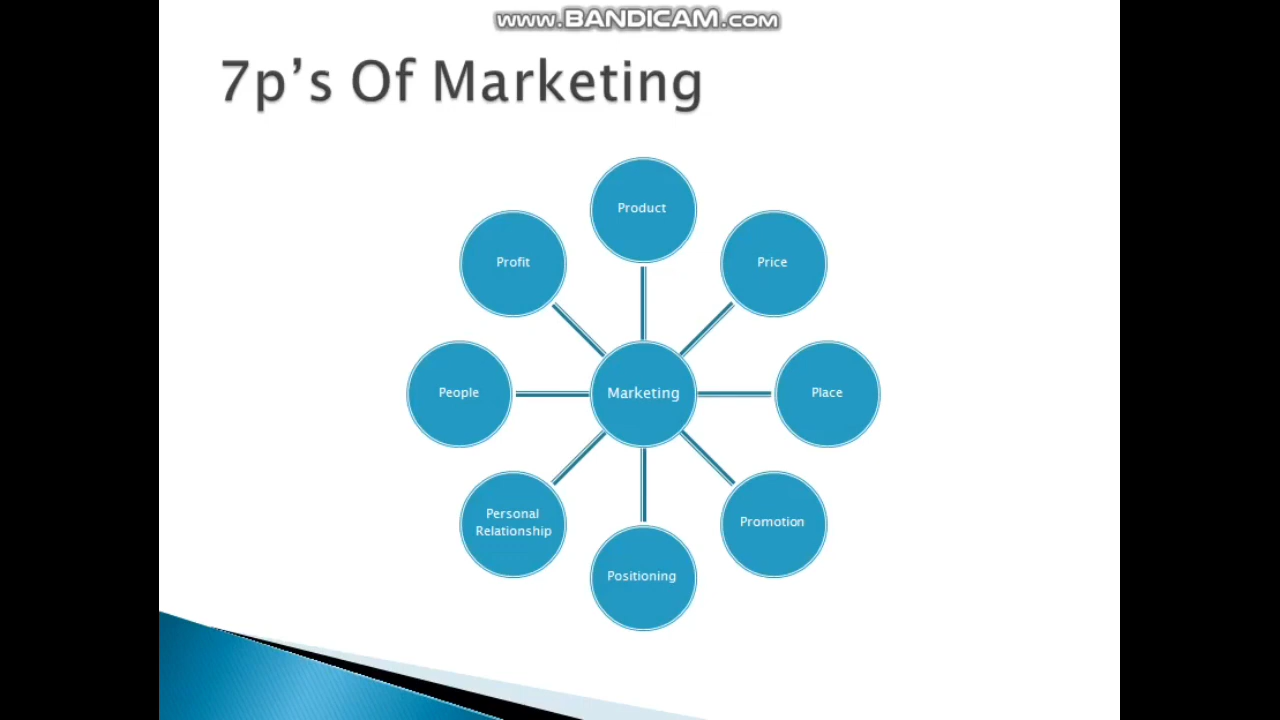 www.BANDICAM.com
7p’s Of Marketing
Product
Profit
Price
People
Marketing
Place
Personal
Relationship
Promotion
Positioning